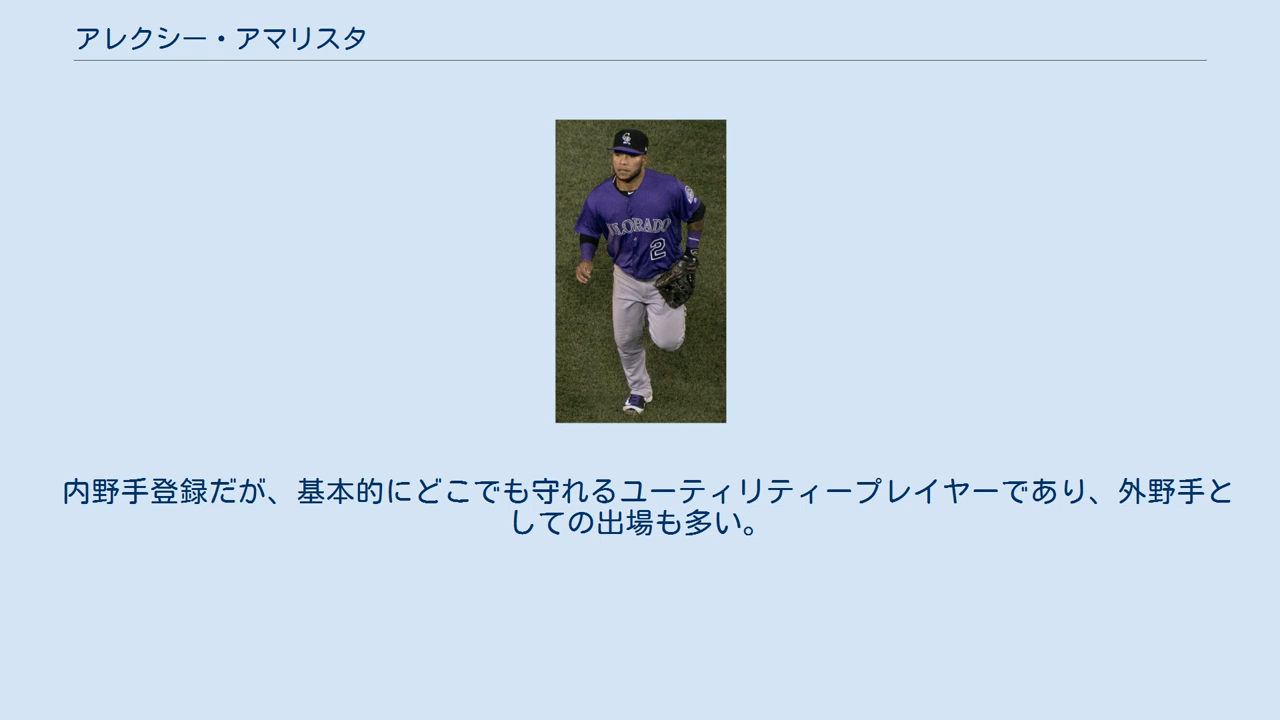 アレクシー・アマリスタ
OLORADO
2
内野手登録だが、基本的にどこでも守れるユーティリティープレイヤーであり、外野手と
しての出場も多い。